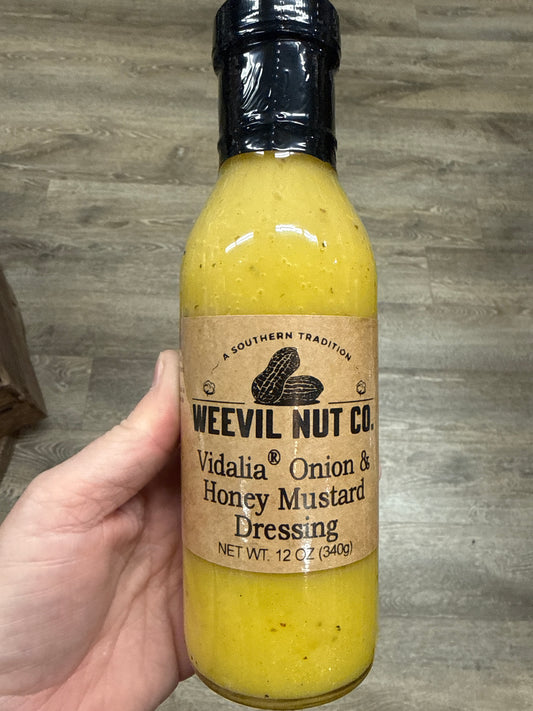 A SOUTHERN TRADITION
WEEVIL NUT CO.
Vidalia® Onion &
Honey Mustard
Dressing
NET WT. 12 OZ (340g)